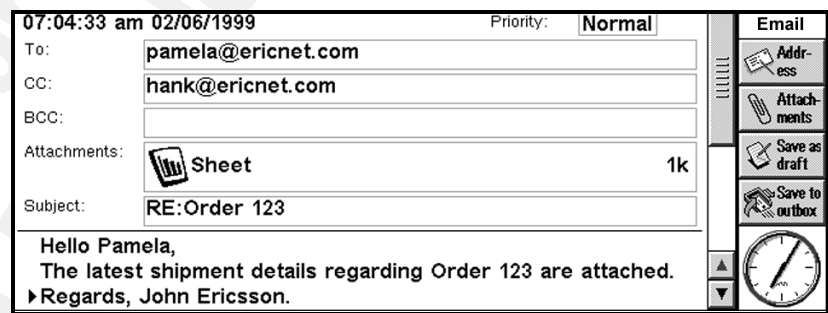 07:04:33 am 02/06/1999 Priority: Normal
To: pamela@ericnet.com
CC: hank@ericnet.com
BCC:
Attachments: Sheet 1k
Subject: RE:Order 123
Hello Pamela,
The latest shipment details regarding Order 123 are attached.
Regards, John Ericsson.
Email
Addr-
ess
Attach-
ments
Save as
draft
Save to
outbox